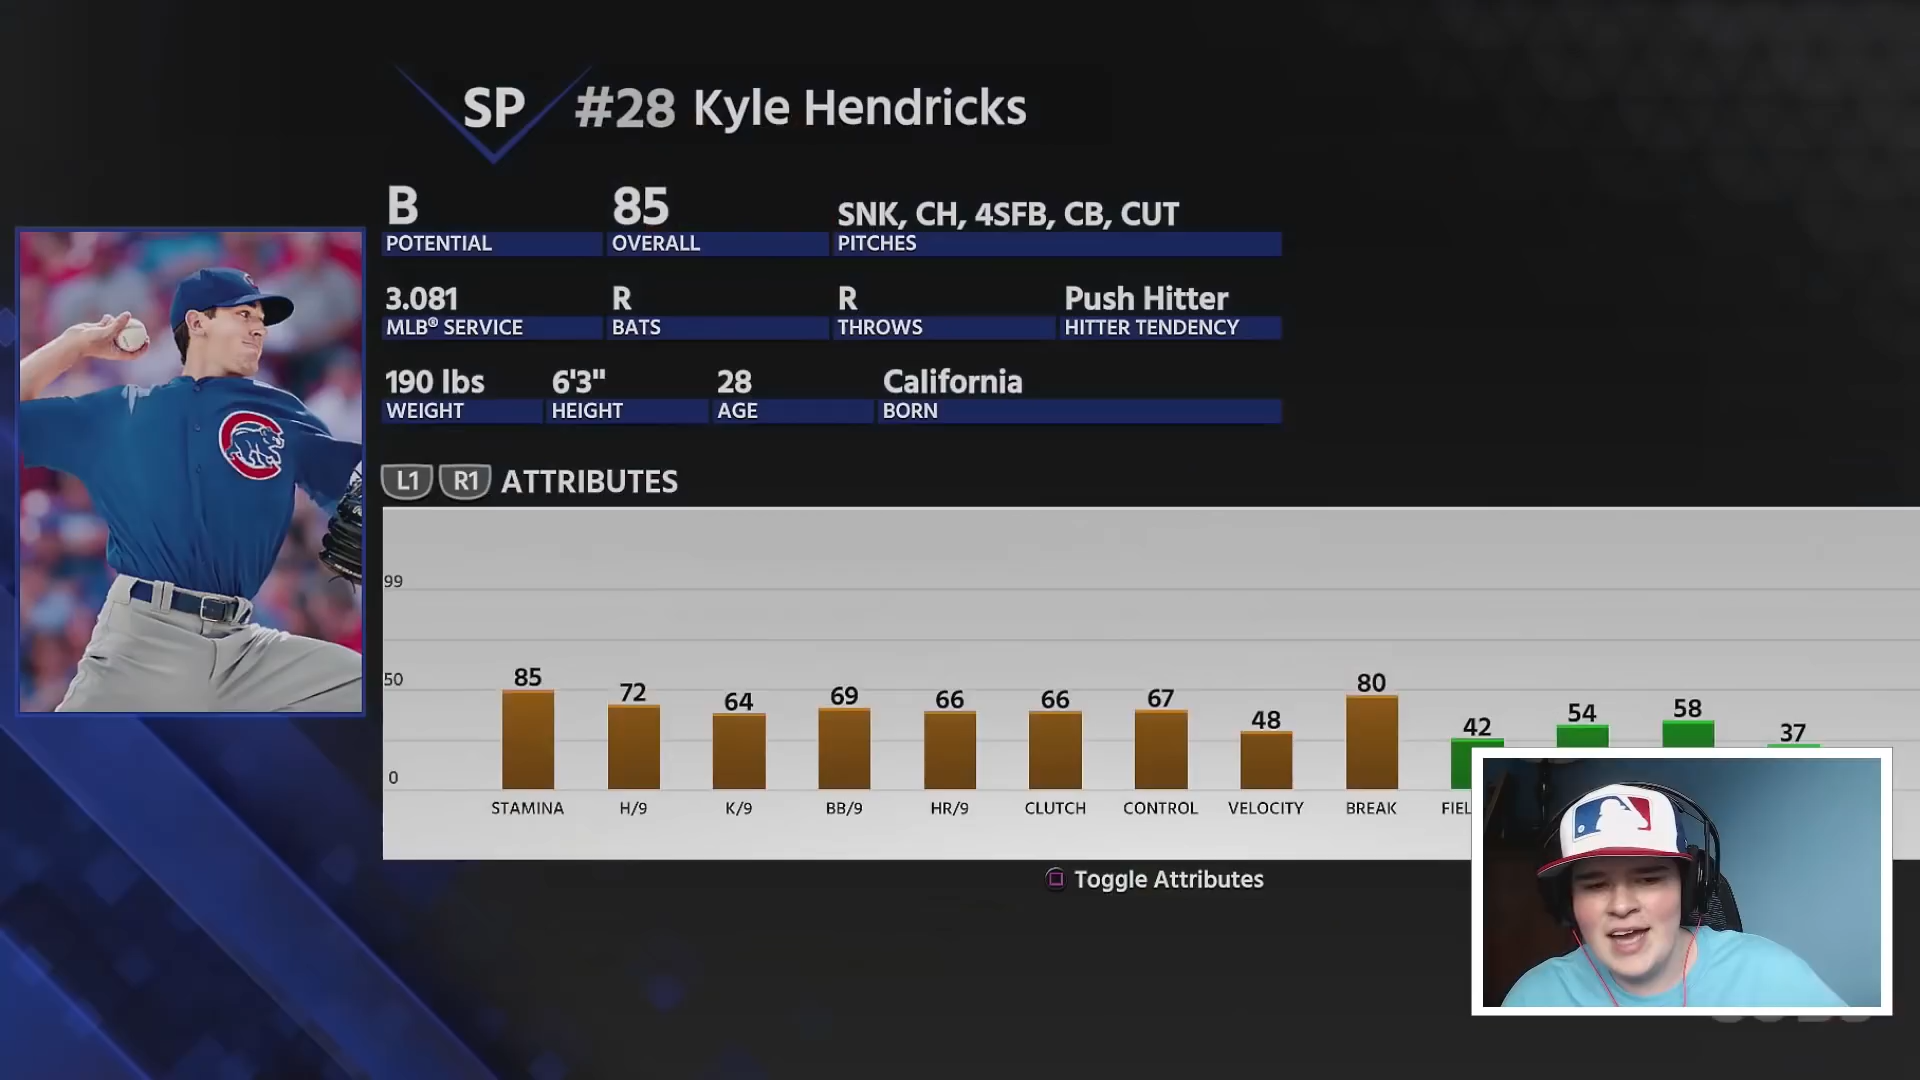 SP #28 Kyle Hendricks
B 85 SNK, CH, 4SFB, CB, CUT
POTENTIAL OVERALL PITCHES
3.081 R R Push Hitter
MLB® SERVICE BATS THROWS HITTER TENDENCY
190 lbs 6'3" 28 California
WEIGHT HEIGHT AGE BORN
L1 R1 ATTRIBUTES
99
50
0
85 72 64 69 66 66 67 48 80 42 54 58 37
STAMINA H/9 K/9 BB/9 HR/9 CLUTCH CONTROL VELOCITY BREAK FIEL
Toggle Attributes